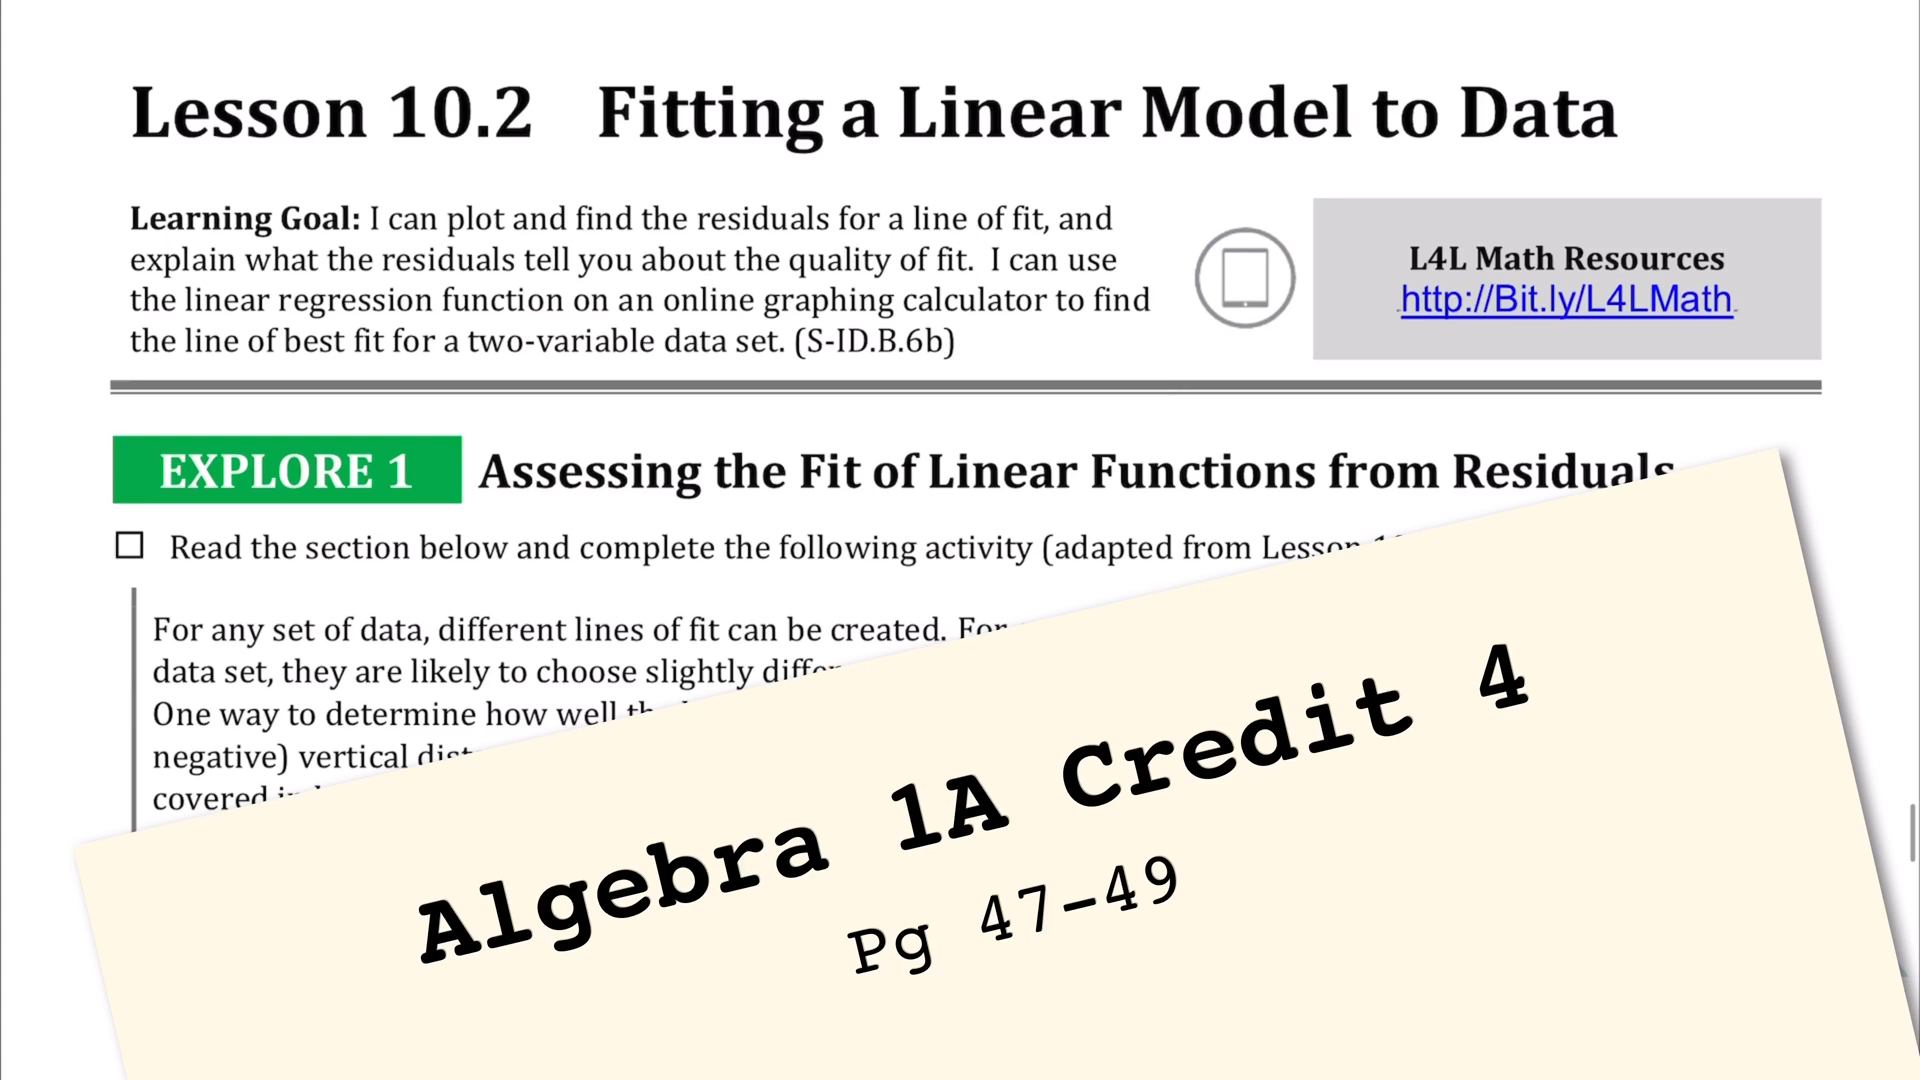 Lesson 10.2 Fitting a Linear Model to Data
Learning Goal: I can plot and find the residuals for a line of fit, and
explain what the residuals tell you about the quality of fit. I can use
the linear regression function on an online graphing calculator to find
the line of best fit for a two-variable data set. (S-ID.B.6b)
L4L Math Resources
http://Bit.ly/L4LMath
EXPLORE 1 Assessing the Fit of Linear Functions from Residuals
Read the section below and complete the following activity (adapted from Lesson
For any set of data, different lines of fit can be created. For
data set, they are likely to choose slightly
One way to determine how well
negative) vertical
covered
Algebra 1A Credit 4
Pg 47-49